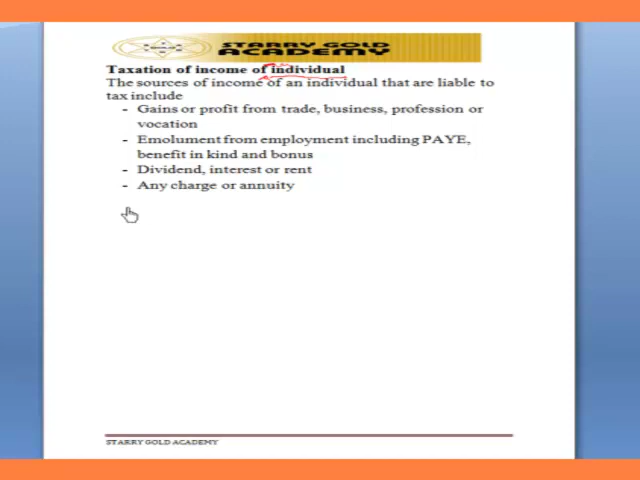 STARRY GOLD
ACADEMY
Taxation of income of individual
The sources of income of an individual that are liable to
tax include
- Gains or profit from trade, business, profession or
vocation
- Emolument from employment including PAYE,
benefit in kind and bonus
- Dividend, interest or rent
- Any charge or annuity
STARRY GOLD ACADEMY